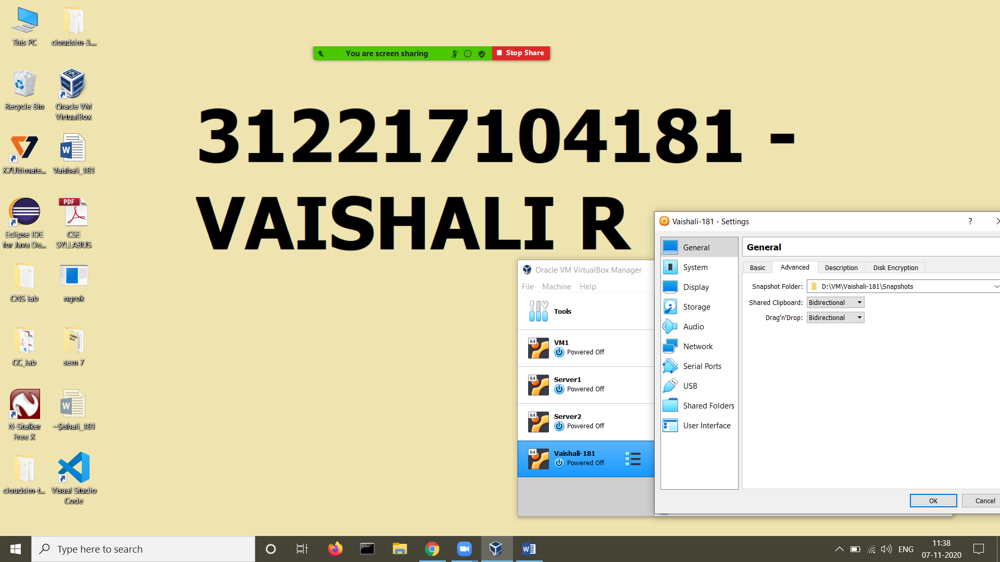 This PC
cloudsim-3....
Recycle Bin
Oracle VM
VirtualBox
K7Ultimate...
Vaishali_181
Eclipse IDE
for Java De...
PDF
CSE
SYLLABUS
CNS lab
ngrok
CC_lab
sem 7
N-Stalker
Free X
~$ishali_181
cloudsim-t...
Visual Studio
Code
You are screen sharing
Stop Share
312217104181 -
VAISHALI R
Oracle VM VirtualBox Manager
File Machine Help
Tools
64
VM1
Powered Off
64
Server1
Powered Off
64
Server2
Powered Off
64
Vaishali-181
Powered Off
Vaishali-181 - Settings
?
General
System
Display
Storage
Audio
Network
Serial Ports
USB
Shared Folders
User Interface
General
Basic Advanced Description Disk Encryption
Snapshot Folder: D:\VM\Vaishali-181\Snapshots
Shared Clipboard: Bidirectional
Drag'n'Drop: Bidirectional
OK Cancel
Type here to search
ENG
11:38
07-11-2020